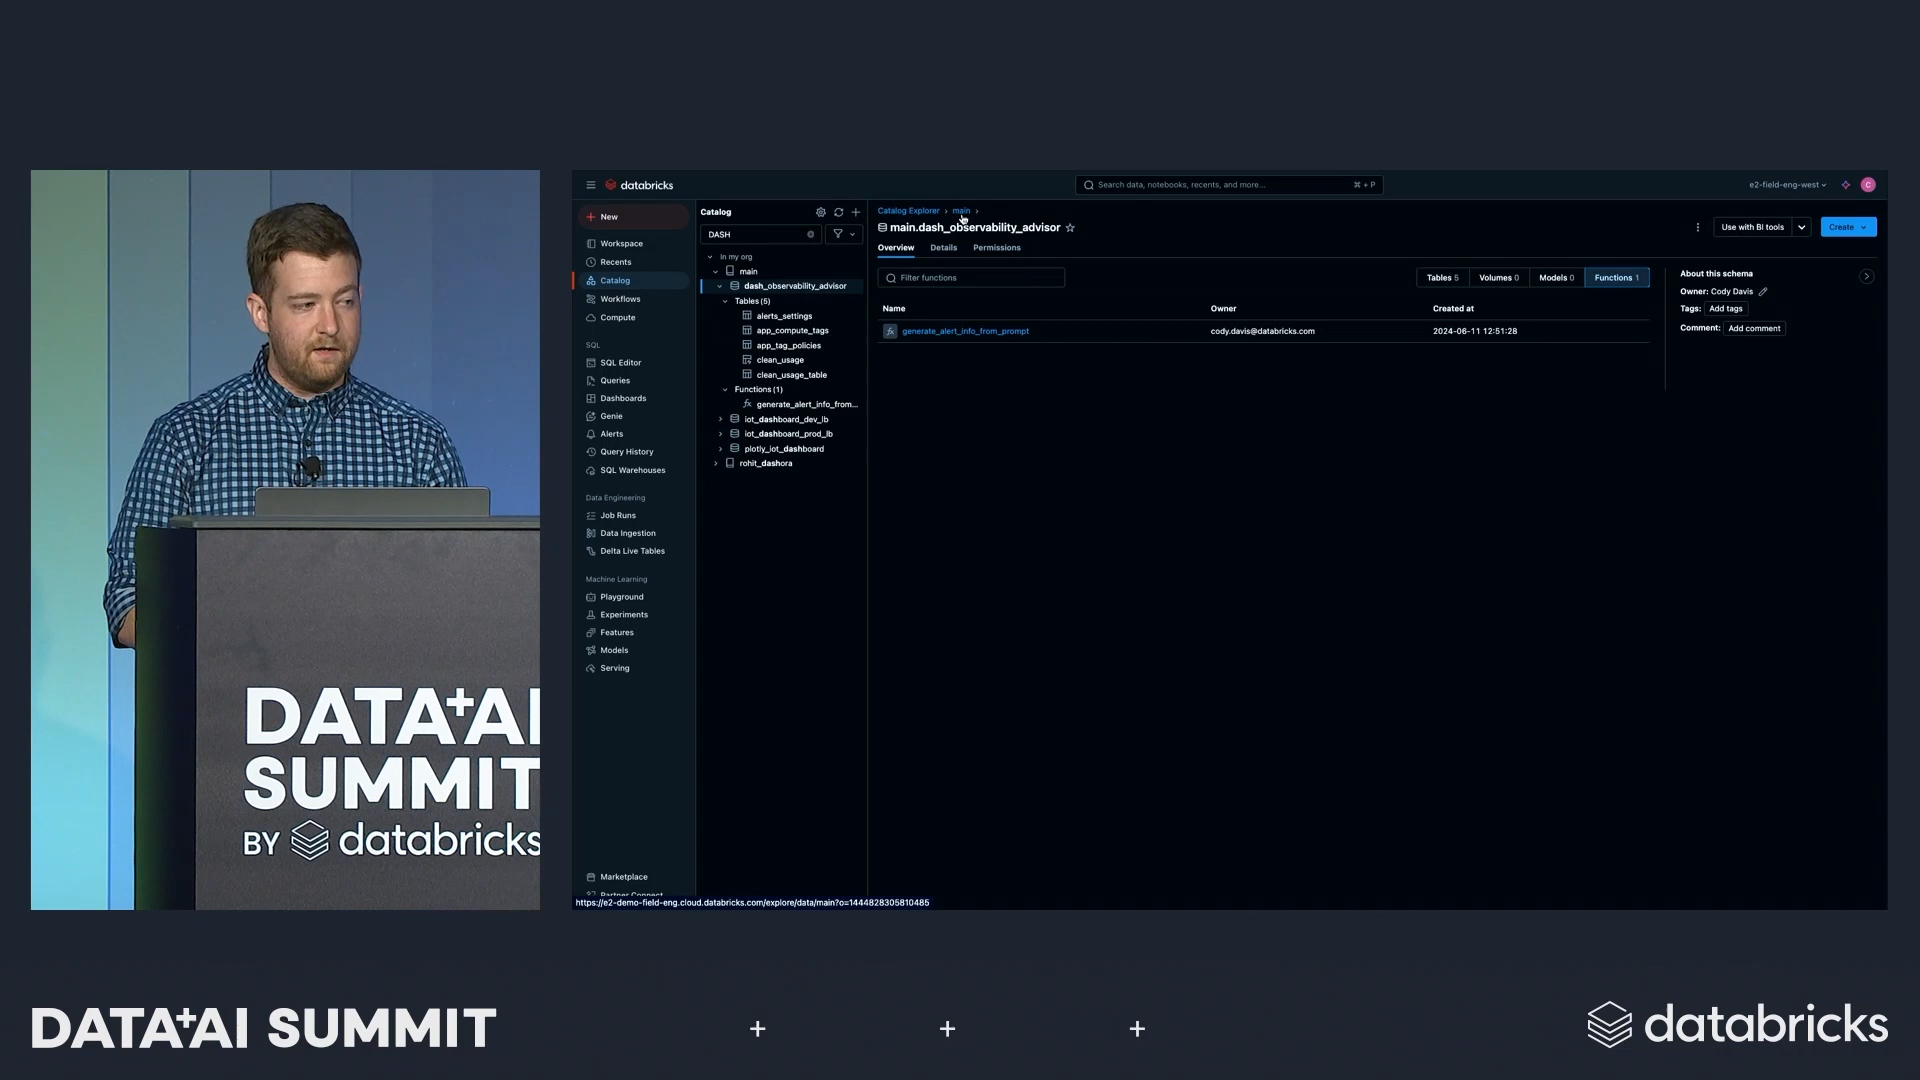 databricks
Search data, notebooks, recents, and more...
⌘ + P
e2-field-eng-west
C
New
Workspace
Recents
Catalog
Workflows
Compute
SQL
SQL Editor
Queries
Dashboards
Genie
Alerts
Query History
SQL Warehouses
Data Engineering
Job Runs
Data Ingestion
Delta Live Tables
Machine Learning
Playground
Experiments
Features
Models
Serving
Marketplace
Partner Connect
Catalog
DASH
In my org
main
dash_observability_advisor
Tables (5)
alerts_settings
app_compute_tags
app_tag_policies
clean_usage
clean_usage_table
Functions (1)
generate_alert_info_from...
iot_dashboard_dev_lb
iot_dashboard_prod_lb
plotly_iot_dashboard
rohit_dashora
Catalog Explorer › main ›
main.dash_observability_advisor
Use with BI tools
Create
Overview Details Permissions
Filter functions
Tables 5 Volumes 0 Models 0 Functions 1
Name Owner Created at
generate_alert_info_from_prompt cody.davis@databricks.com 2024-06-11 12:51:28
About this schema
Owner: Cody Davis
Tags: Add tags
Comment: Add comment
https://e2-demo-field-eng.cloud.databricks.com/explore/data/main?o=1444828305810485
DATA+AI
SUMMIT
BY databricks
DATA+AI SUMMIT
databricks